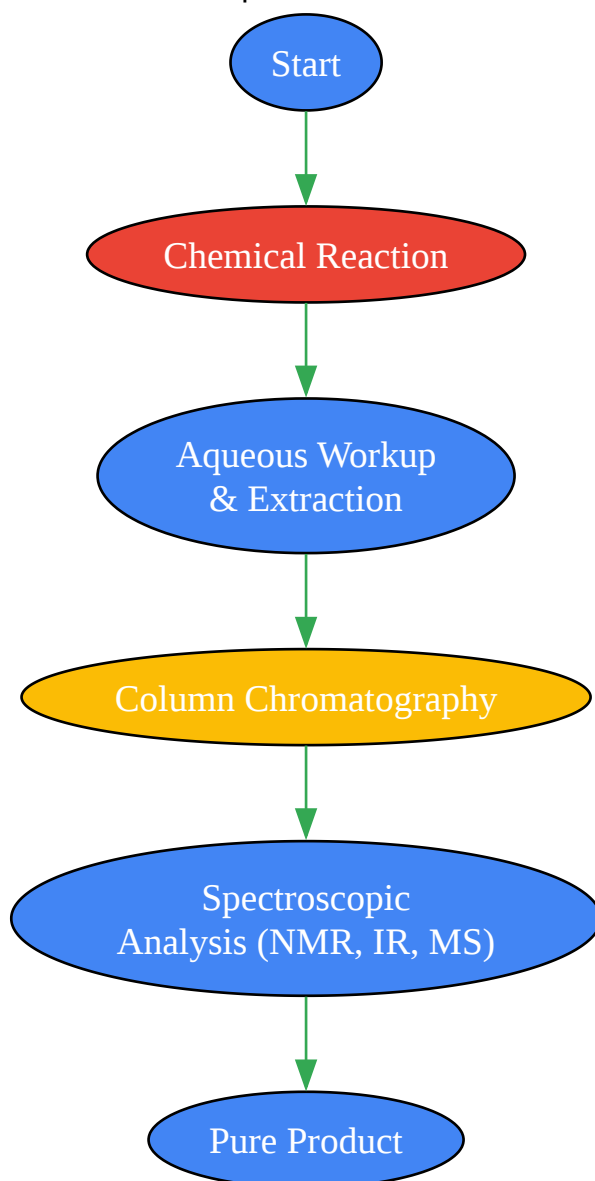 Start
Chemical Reaction
Aqueous Workup
& Extraction
Column Chromatography
Spectroscopic
Analysis (NMR, IR, MS)
Pure Product